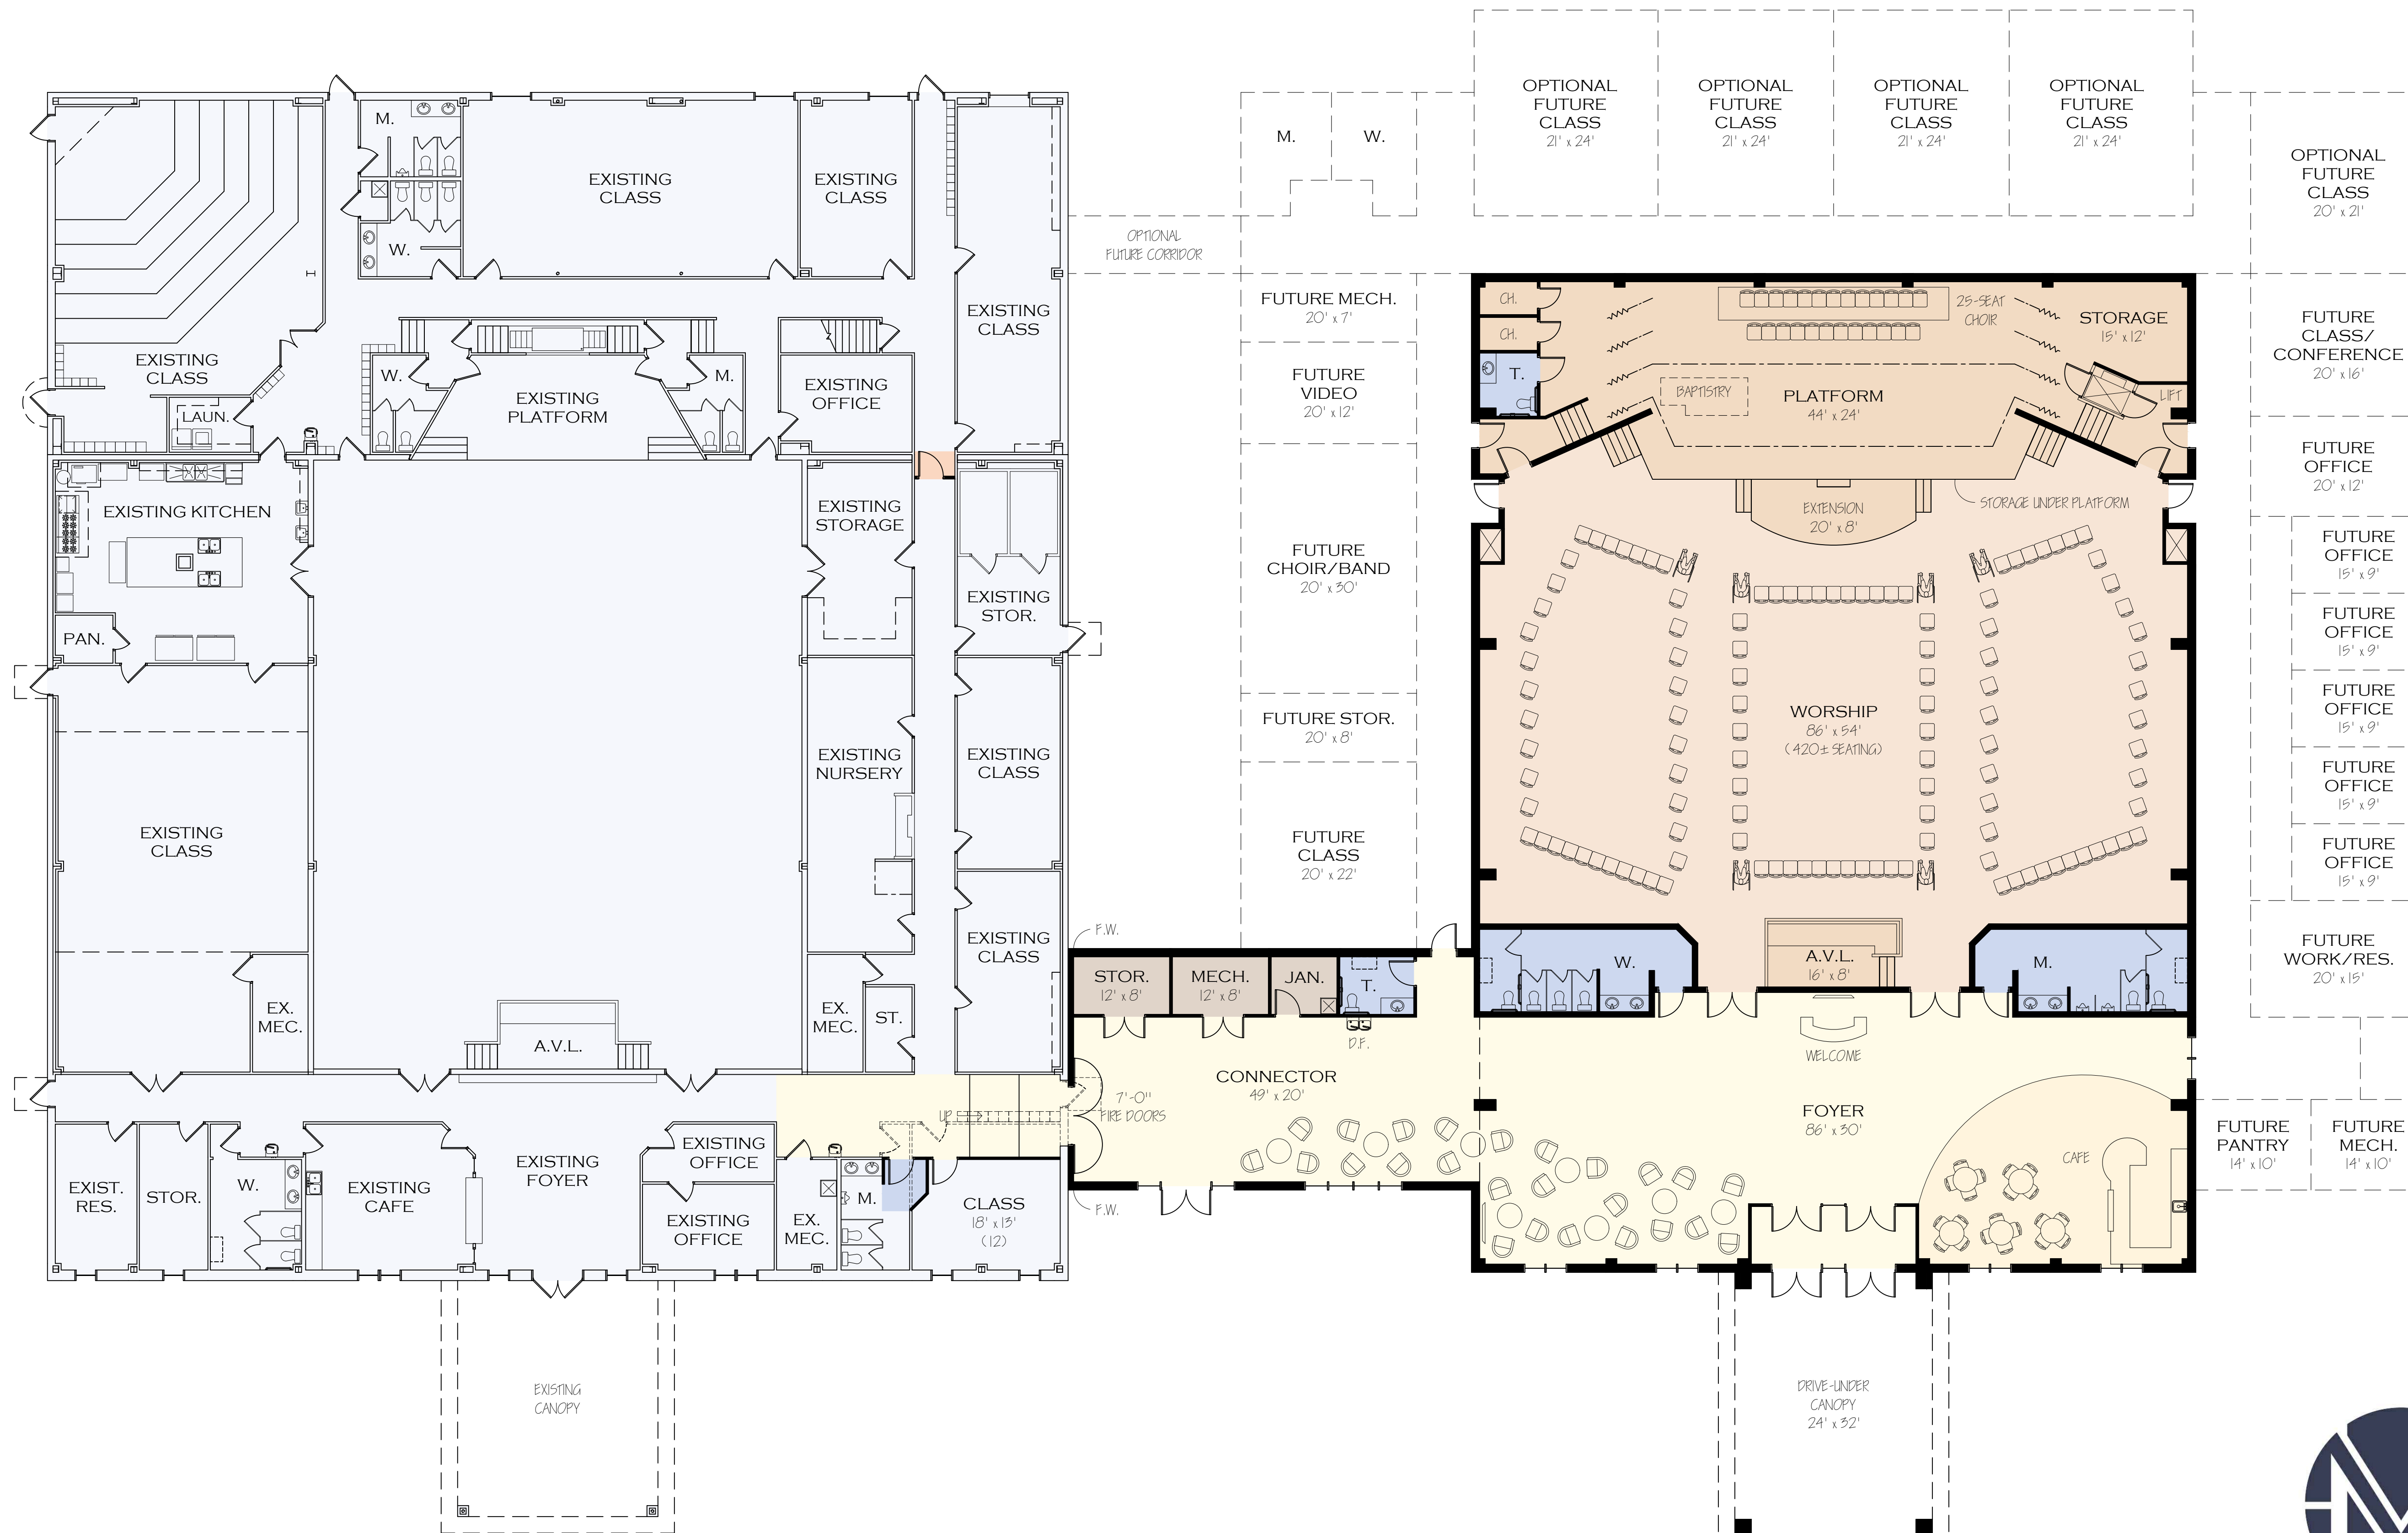 M.
W.
EXISTING
CLASS
EXISTING
CLASS
EXISTING
CLASS
EXISTING
CLASS
LAUN.
W.
M.
EXISTING
PLATFORM
EXISTING
OFFICE
EXISTING KITCHEN
PAN.
EXISTING
STORAGE
EXISTING
STOR.
EXISTING
CLASS
EXISTING
NURSERY
EXISTING
CLASS
EXISTING
CLASS
EX.
MEC.
A.V.L.
EX.
MEC.
ST.
UP
EXIST.
RES.
STOR.
W.
EXISTING
CAFE
EXISTING
FOYER
EXISTING
OFFICE
EXISTING
OFFICE
EX.
MEC.
M.
CLASS
18' x 13'
(12)
EXISTING
CANOPY
OPTIONAL
FUTURE CORRIDOR
M.
W.
FUTURE MECH.
20' x 7'
FUTURE
VIDEO
20' x 12'
FUTURE
CHOIR/BAND
20' x 30'
FUTURE STOR.
20' x 8'
FUTURE
CLASS
20' x 22'
F.W.
STOR.
12' x 8'
MECH.
12' x 8'
JAN.
T.
D.F.
7'-0"
FIRE DOORS
CONNECTOR
49' x 20'
F.W.
OPTIONAL
FUTURE
CLASS
21' x 24'
OPTIONAL
FUTURE
CLASS
21' x 24'
OPTIONAL
FUTURE
CLASS
21' x 24'
OPTIONAL
FUTURE
CLASS
21' x 24'
CH.
CH.
T.
25-SEAT
CHOIR
STORAGE
15' x 12'
BAPTISTRY
PLATFORM
44' x 24'
LIFT
EXTENSION
20' x 8'
STORAGE UNDER PLATFORM
WORSHIP
86' x 54'
(420± SEATING)
W.
A.V.L.
16' x 8'
M.
WELCOME
FOYER
86' x 30'
CAFE
DRIVE-UNDER
CANOPY
24' x 32'
OPTIONAL
FUTURE
CLASS
20' x 21'
FUTURE
CLASS/
CONFERENCE
20' x 16'
FUTURE
OFFICE
20' x 12'
FUTURE
OFFICE
15' x 9'
FUTURE
OFFICE
15' x 9'
FUTURE
OFFICE
15' x 9'
FUTURE
OFFICE
15' x 9'
FUTURE
OFFICE
15' x 9'
FUTURE
WORK/RES.
20' x 15'
FUTURE
PANTRY
14' x 10'
FUTURE
MECH.
14' x 10'